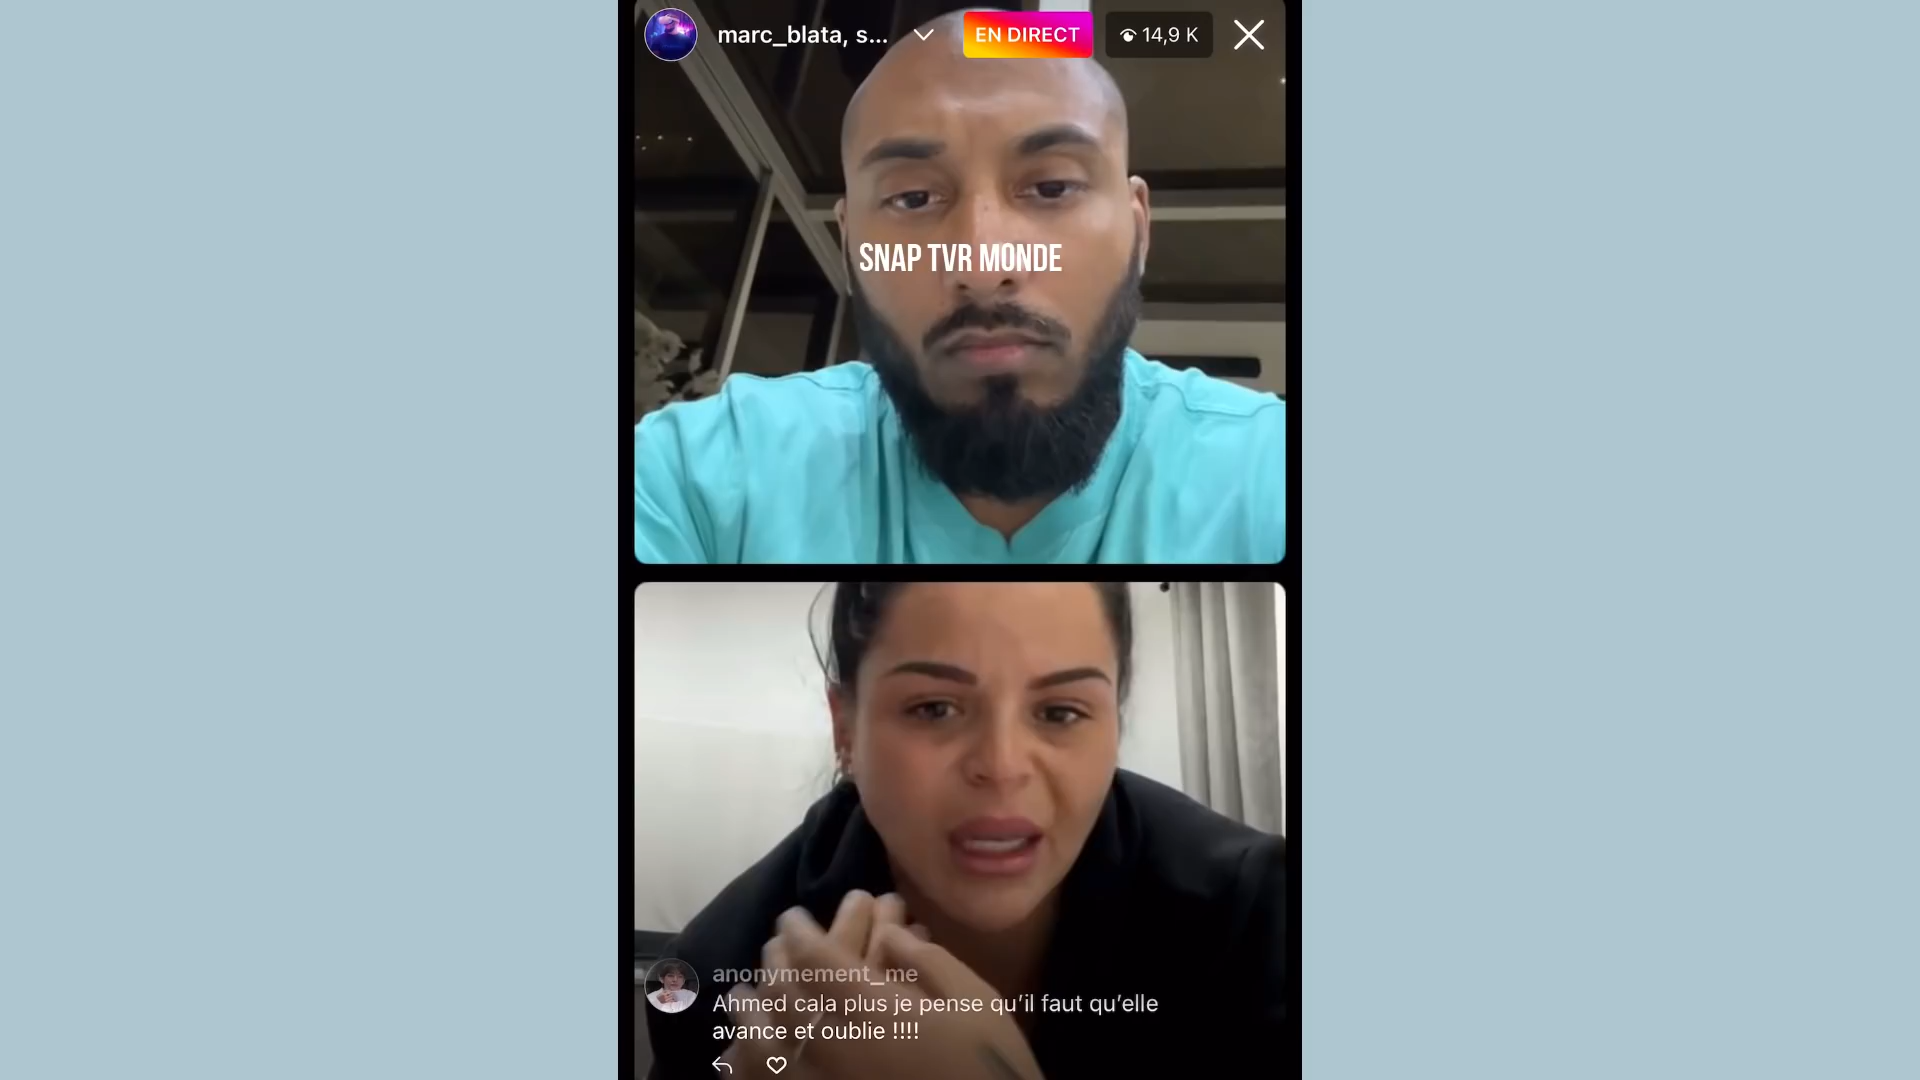 marc_blata, s...
EN DIRECT
14,9 K
SNAP TVR MONDE
anonymement_me
Ahmed cala plus je pense qu’il faut qu’elle
avance et oublie !!!!